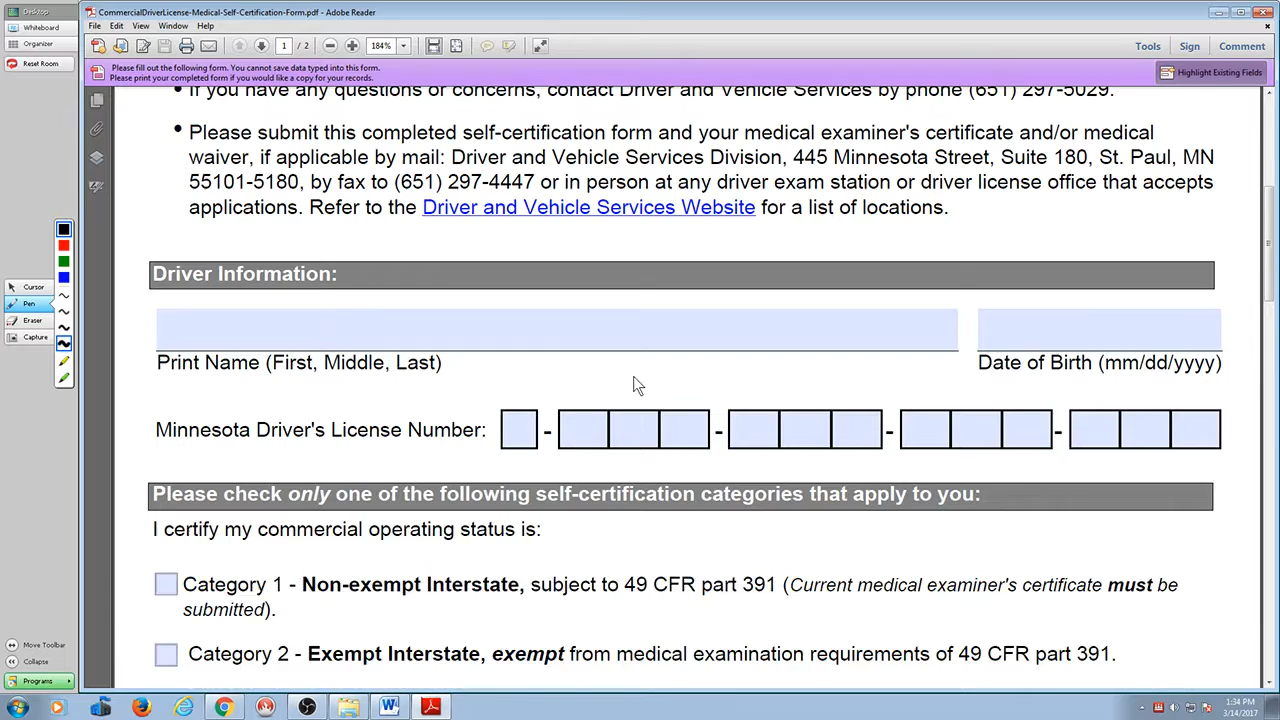 Desktop
CommercialDriverLicense-Medical-Self-Certification-Form.pdf - Adobe Reader
Whiteboard
File Edit View Window Help
Organizer
1 / 2 184% Tools Sign Comment
Reset Room
Please fill out the following form. You cannot save data typed into this form.
Please print your completed form if you would like a copy for your records.
Highlight Existing Fields
• If you have any questions or concerns, contact Driver and Vehicle Services by phone (651) 297-5029.
• Please submit this completed self-certification form and your medical examiner's certificate and/or medical
waiver, if applicable by mail: Driver and Vehicle Services Division, 445 Minnesota Street, Suite 180, St. Paul, MN
55101-5180, by fax to (651) 297-4447 or in person at any driver exam station or driver license office that accepts
applications. Refer to the Driver and Vehicle Services Website for a list of locations.
Driver Information:
Cursor
Pen
Eraser
Capture
Print Name (First, Middle, Last) Date of Birth (mm/dd/yyyy)
Minnesota Driver's License Number: - - - -
Please check only one of the following self-certification categories that apply to you:
I certify my commercial operating status is:
Category 1 - Non-exempt Interstate, subject to 49 CFR part 391 (Current medical examiner's certificate must be
submitted).
Category 2 - Exempt Interstate, exempt from medical examination requirements of 49 CFR part 391.
Move Toolbar
Collapse
Programs
1:34 PM
3/14/2017